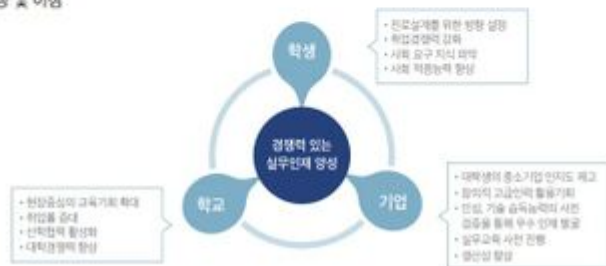 및
학생
• 진로설계를 위한 방향 설정
• 취업경쟁력 강화
• 사회 요구 지식 파악
• 사회 적응능력 향상
경쟁력 있는
실무인재 양성
학교
• 현장중심의 교육기회 확대
• 취업률 증대
• 산학협력 활성화
• 대학경쟁력 향상
기업
• 대학생의 중소기업 인지도 제고
• 창의적 고급인력 활용기회
• 인성, 기술 습득능력의 사전
검증을 통해 우수 인재 발굴
• 실무교육 사전 진행
• 생산성 향상